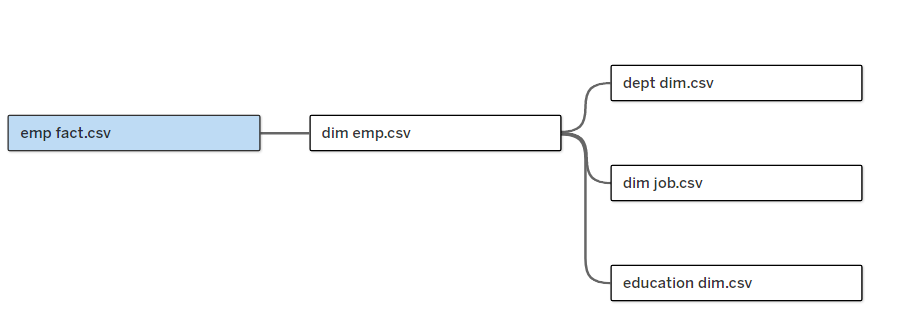 emp fact.csv
dim emp.csv
dept dim.csv
dim job.csv
education dim.csv